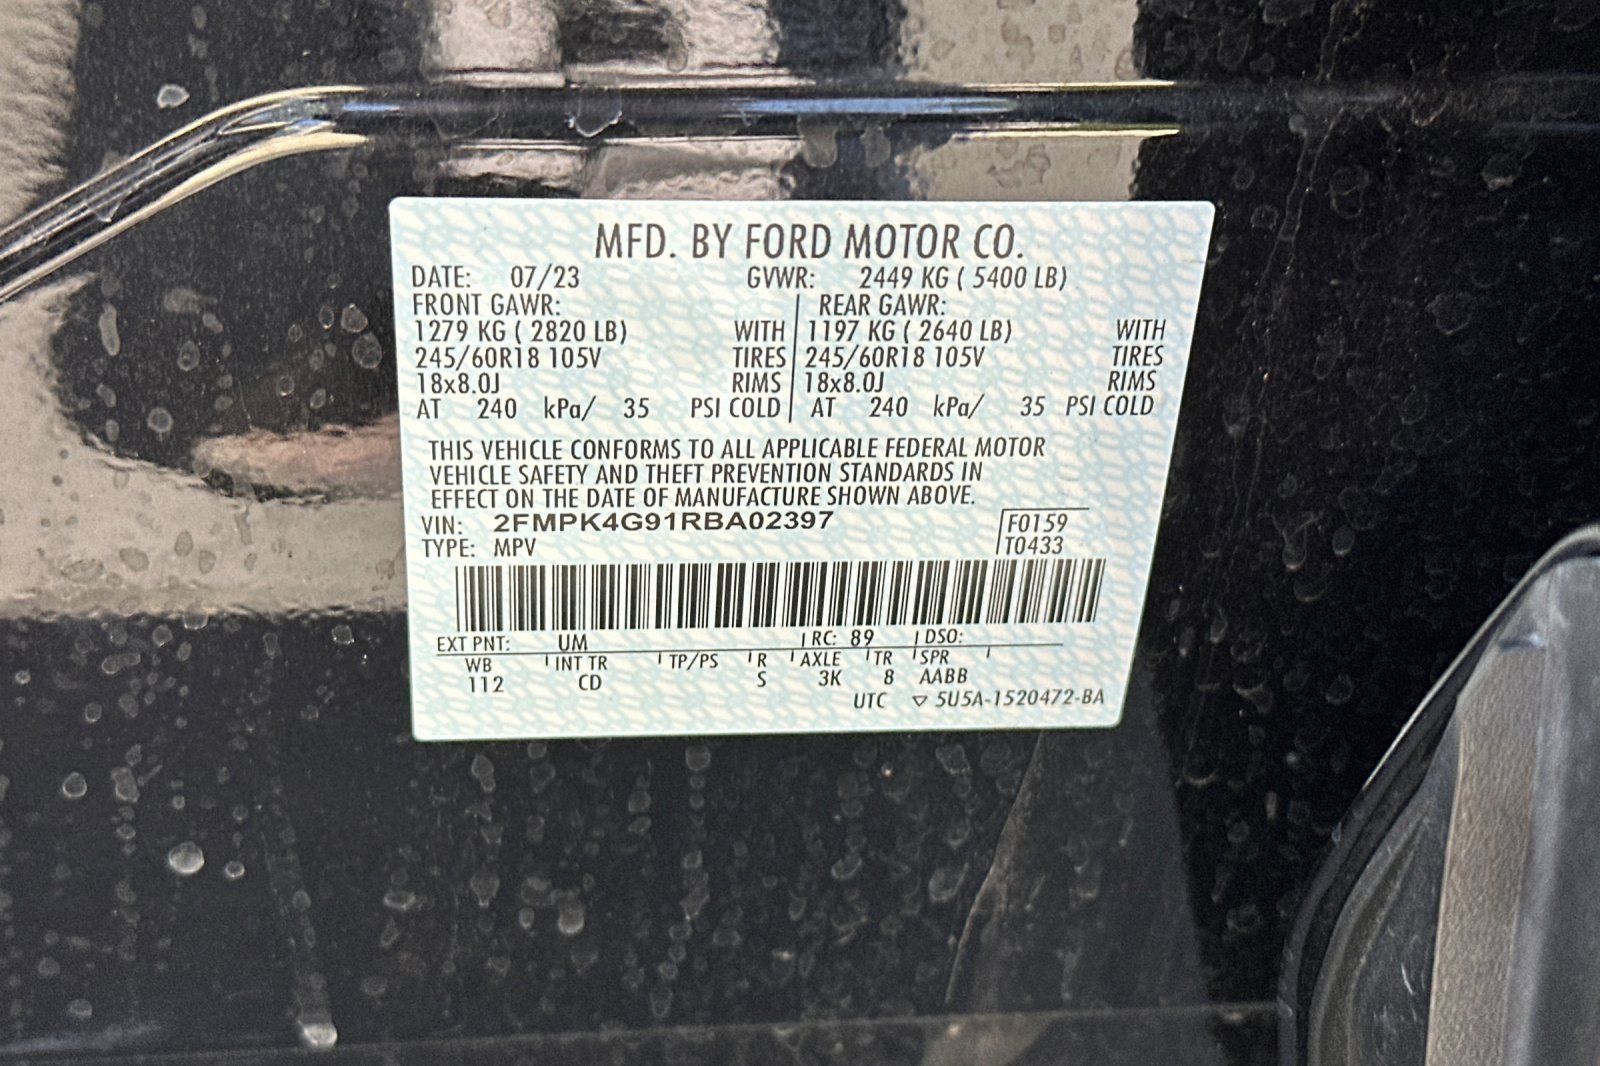 MFD. BY FORD MOTOR CO.
DATE: 07/23 GVWR: 2449 KG ( 5400 LB)
FRONT GAWR: REAR GAWR:
1279 KG ( 2820 LB) WITH 1197 KG ( 2640 LB) WITH
245/60R18 105V TIRES 245/60R18 105V TIRES
18x8.0J RIMS 18x8.0J RIMS
AT 240 kPa/ 35 PSI COLD AT 240 kPa/ 35 PSI COLD
THIS VEHICLE CONFORMS TO ALL APPLICABLE FEDERAL MOTOR
VEHICLE SAFETY AND THEFT PREVENTION STANDARDS IN
EFFECT ON THE DATE OF MANUFACTURE SHOWN ABOVE.
VIN: 2FMPK4G91RBA02397 F0159
TYPE: MPV T0433
EXT PNT: UM RC: 89 DSO:
WB INT TR TP/PS R AXLE TR SPR
112 CD S 3K 8 AABB
UTC ▽ 5U5A-1520472-BA